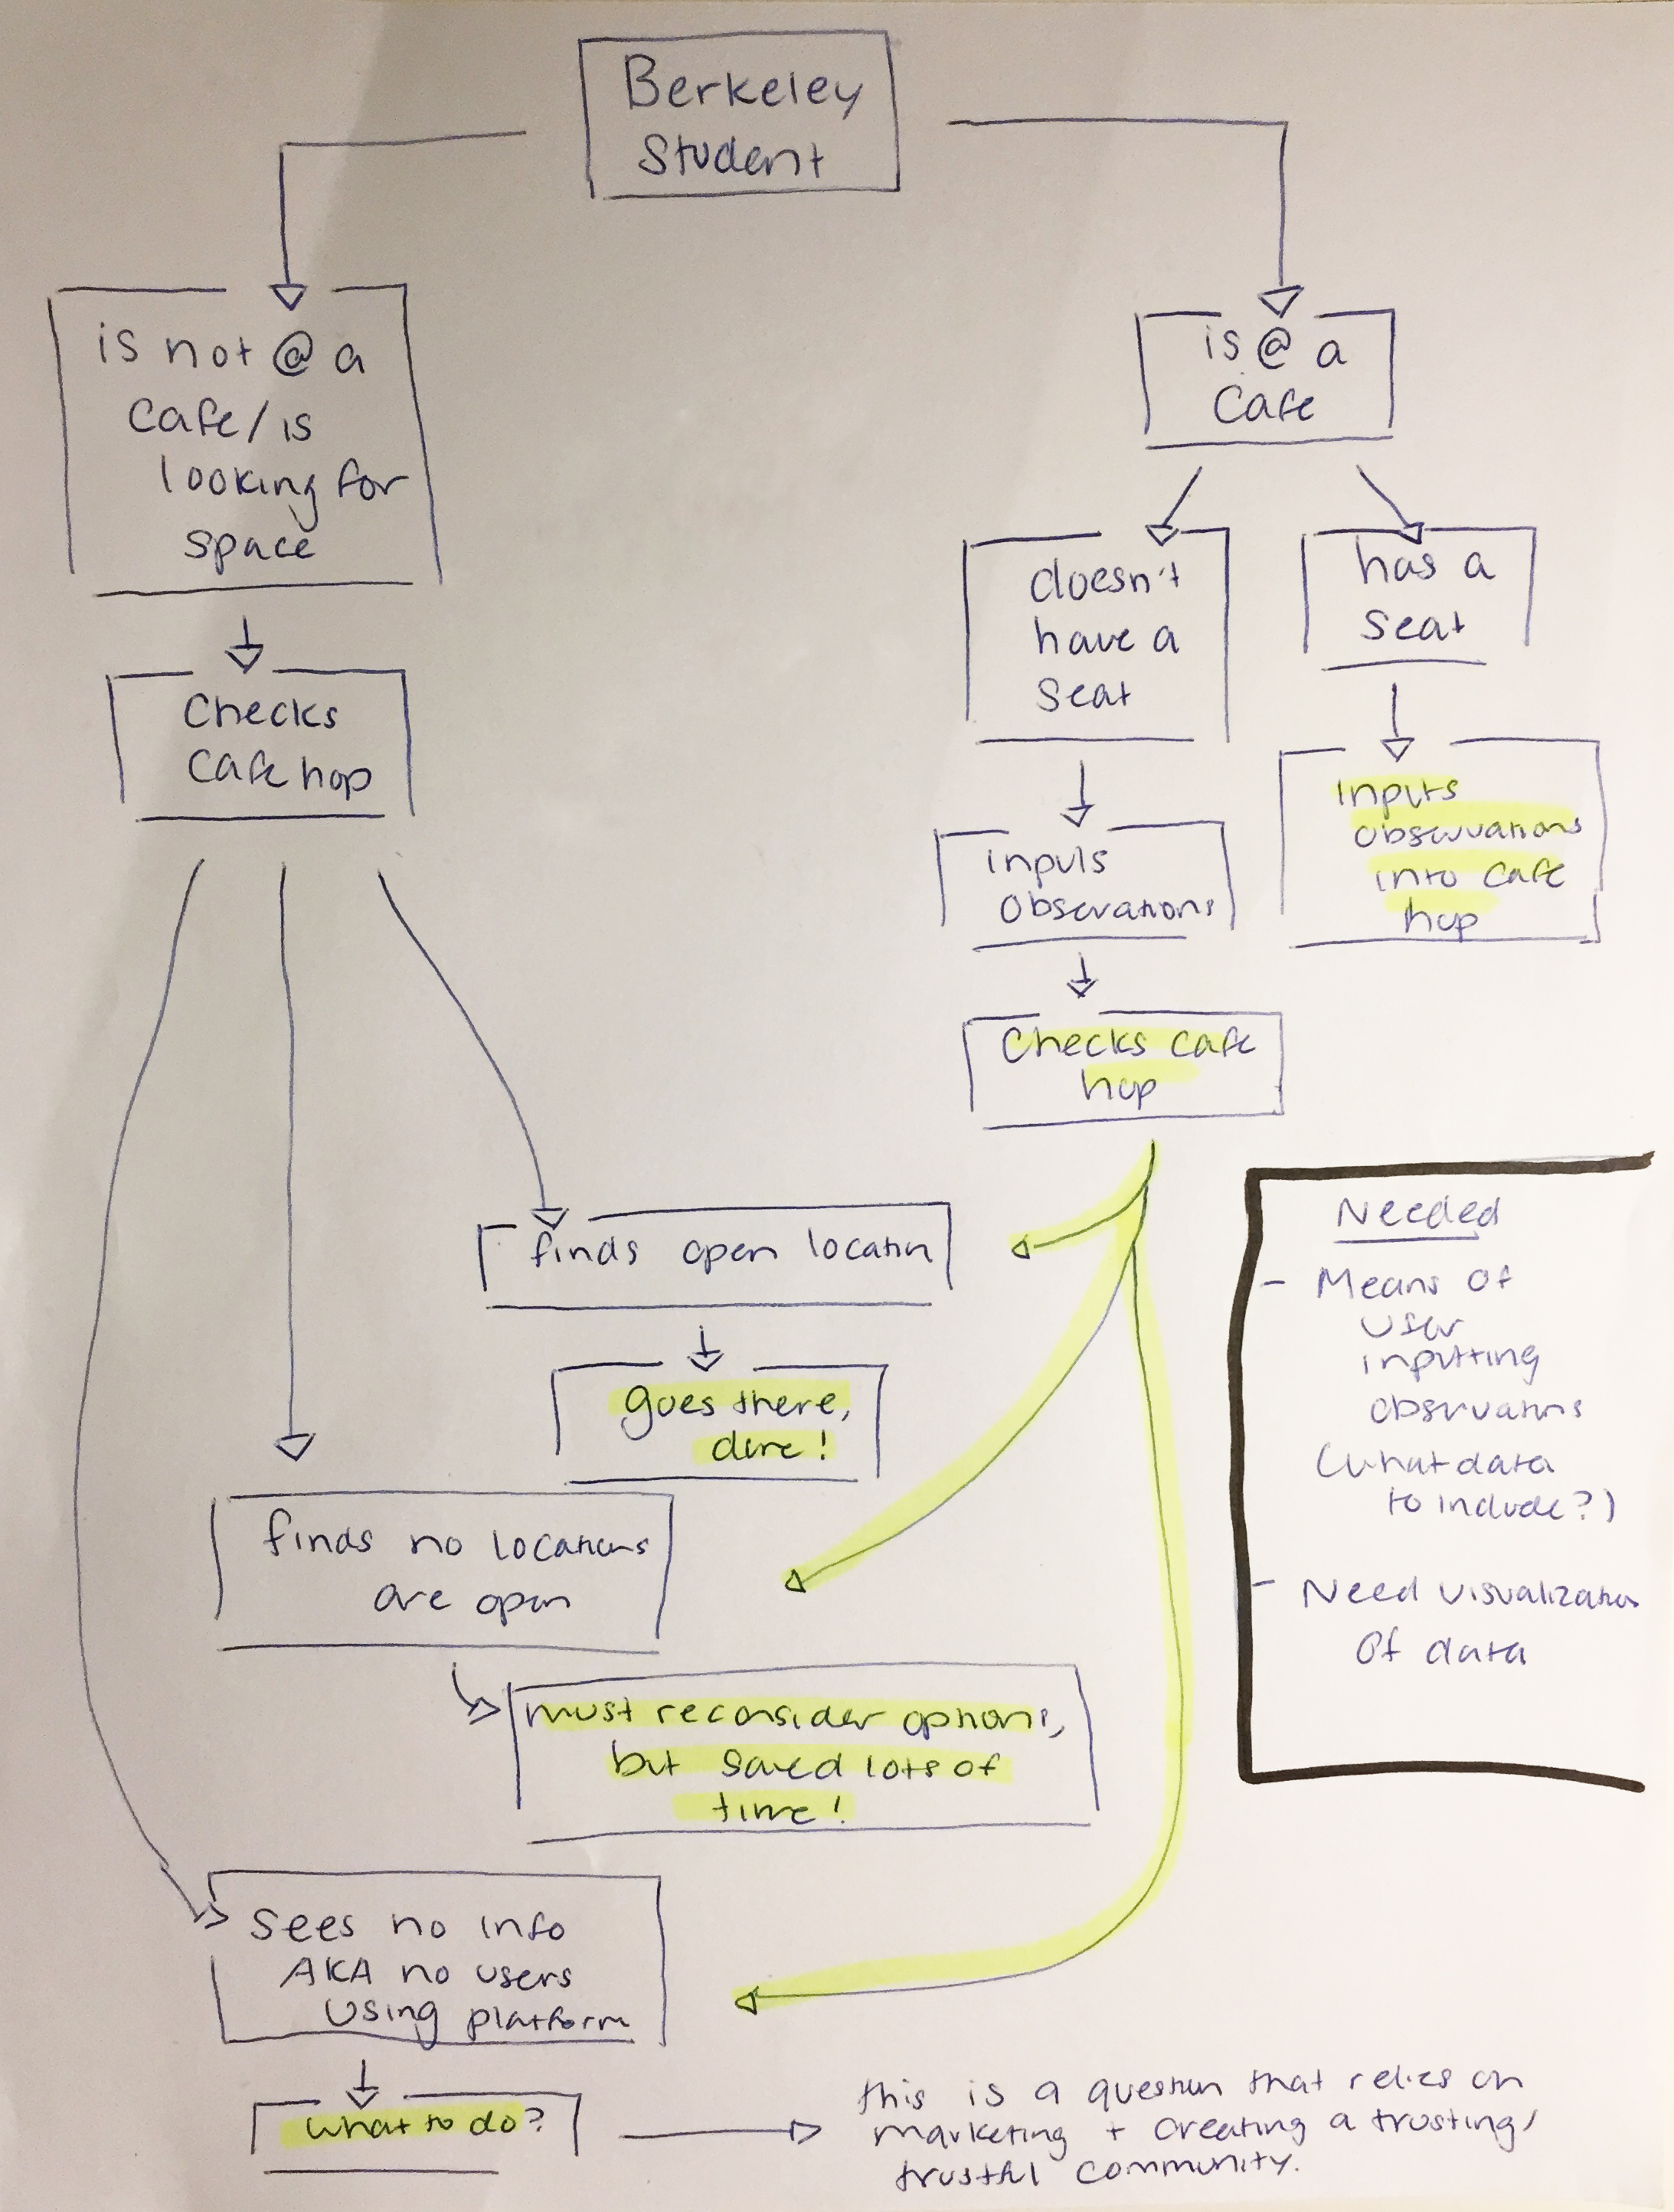 Berkeley
Student
is not @ a
cafe/is
looking for
space
Checks
Cafe hop
is @ a
Cafe
doesn't
have a
seat
has a
seat
inputs
observations
Inputs
observations
into cafe
hop
Checks cafe
hop
finds open location
goes there,
done!
finds no locations
are open
must reconsider options,
but saved lots of
time!
Sees no info
AKA no users
using platform
what to do?
this is a question that relies on
marketing + creating a trusting/
trustful community.
Needed
- Means of
user
inputting
observations
(what data
to include?)
- Need visualization
of data